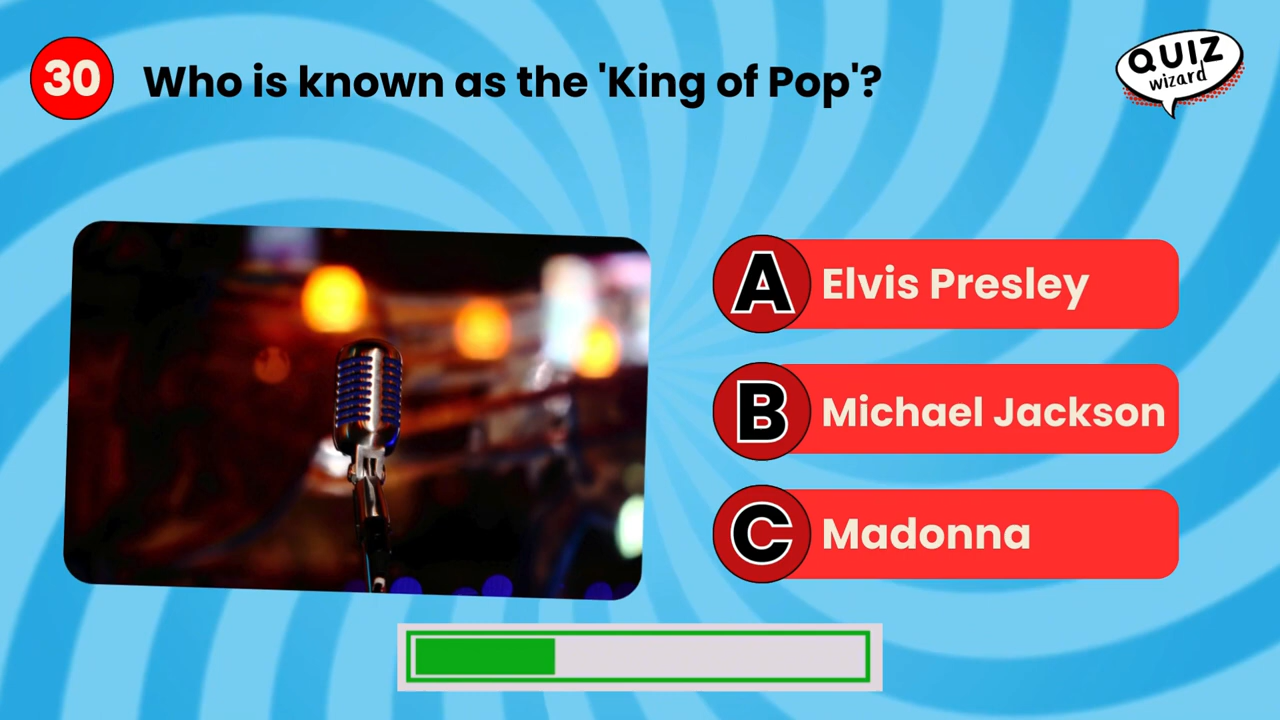 30
Who is known as the 'King of Pop'?
QUIZ
wizard
A
Elvis Presley
B
Michael Jackson
C
Madonna